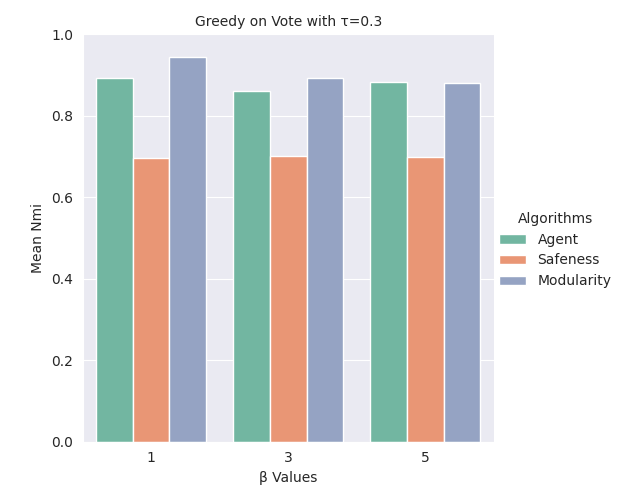 Greedy on Vote with τ=0.3
1.0
0.8
0.6
0.4
0.2
0.0
Mean Nmi
1 3 5
β Values
Algorithms
Agent
Safeness
Modularity